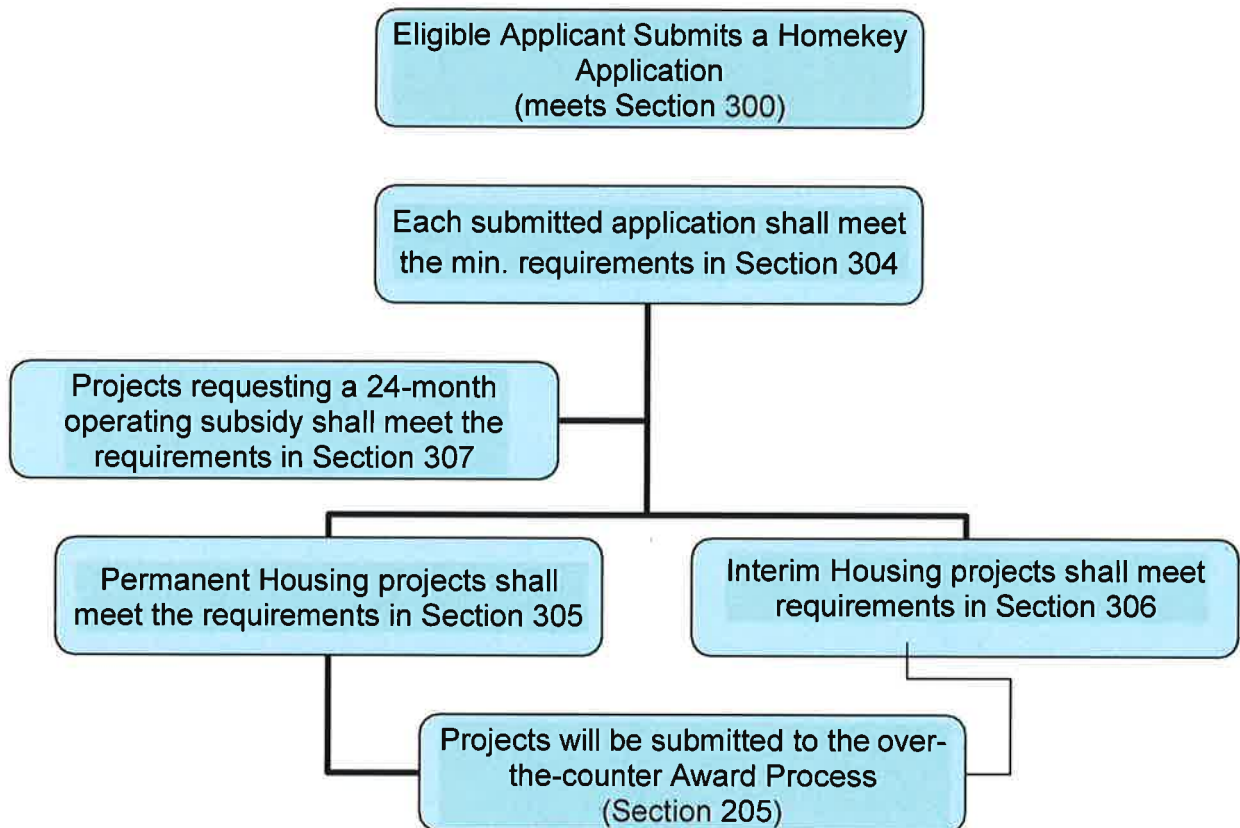 Eligible Applicant Submits a Homekey
Application
(meets Section 300)
Each submitted application shall meet
the min. requirements in Section 304
Projects requesting a 24-month
operating subsidy shall meet the
requirements in Section 307
Permanent Housing projects shall
meet the requirements in Section 305
Interim Housing projects shall meet
requirements in Section 306
Projects will be submitted to the over-
the-counter Award Process
(Section 205)